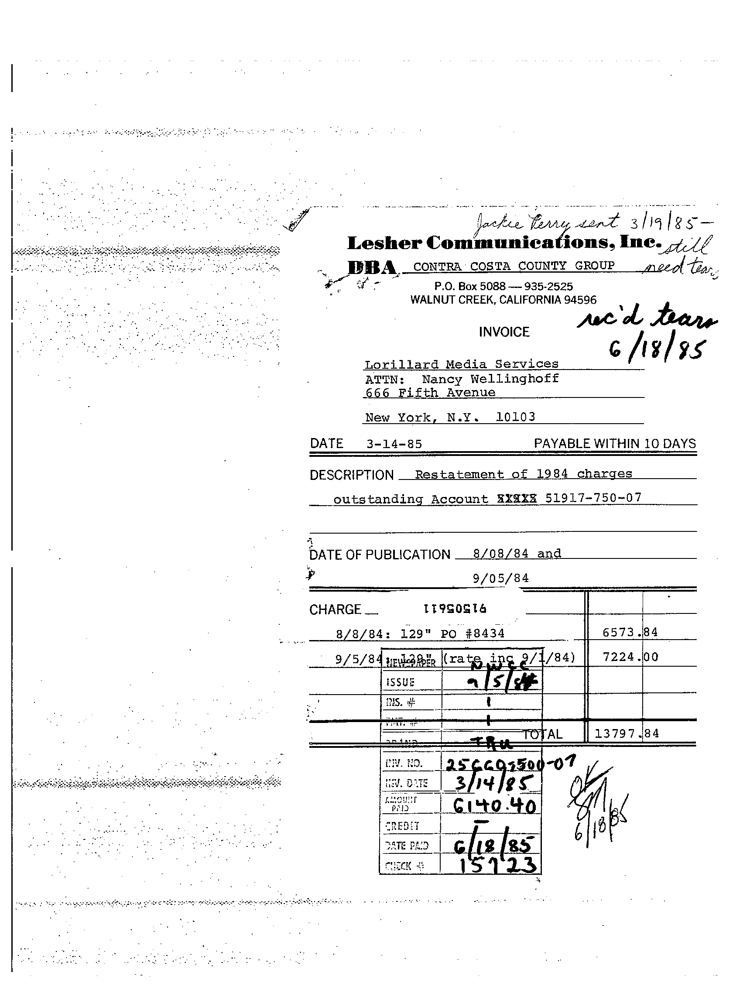 Jackie Perry sent 3/19/85 —
Lesher Communications, Inc. still
DBA CONTRA COSTA COUNTY GROUP need tears
P.O. Box 5088 — 935-2525
WALNUT CREEK, CALIFORNIA 94596
rec'd tears
INVOICE
6/18/85
Lorillard Media Services
ATTN: Nancy Wellinghoff
666 Fifth Avenue
New York, N.Y. 10103
DATE 3-14-85 PAYABLE WITHIN 10 DAYS
DESCRIPTION Restatement of 1984 charges
outstanding Account XXXXX 51917-750-07
DATE OF PUBLICATION 8/08/84 and
9/05/84
CHARGE 91505611
8/8/84: 129" PO #8434 6573.84
9/5/84: 129" (rate inc 9/1/84) 7224.00
NEWSPAPER NWCC
ISSUE 9/5/84
INS. # 1
PMT. # 1
TOTAL 13797.84
BRAND TRU
INV. NO.
INV. DATE 3/14/85
AMOUNT PAID 6140.40
CREDIT —
DATE PAID 6/18/85
CHECK # 15723
OK
6/18/85